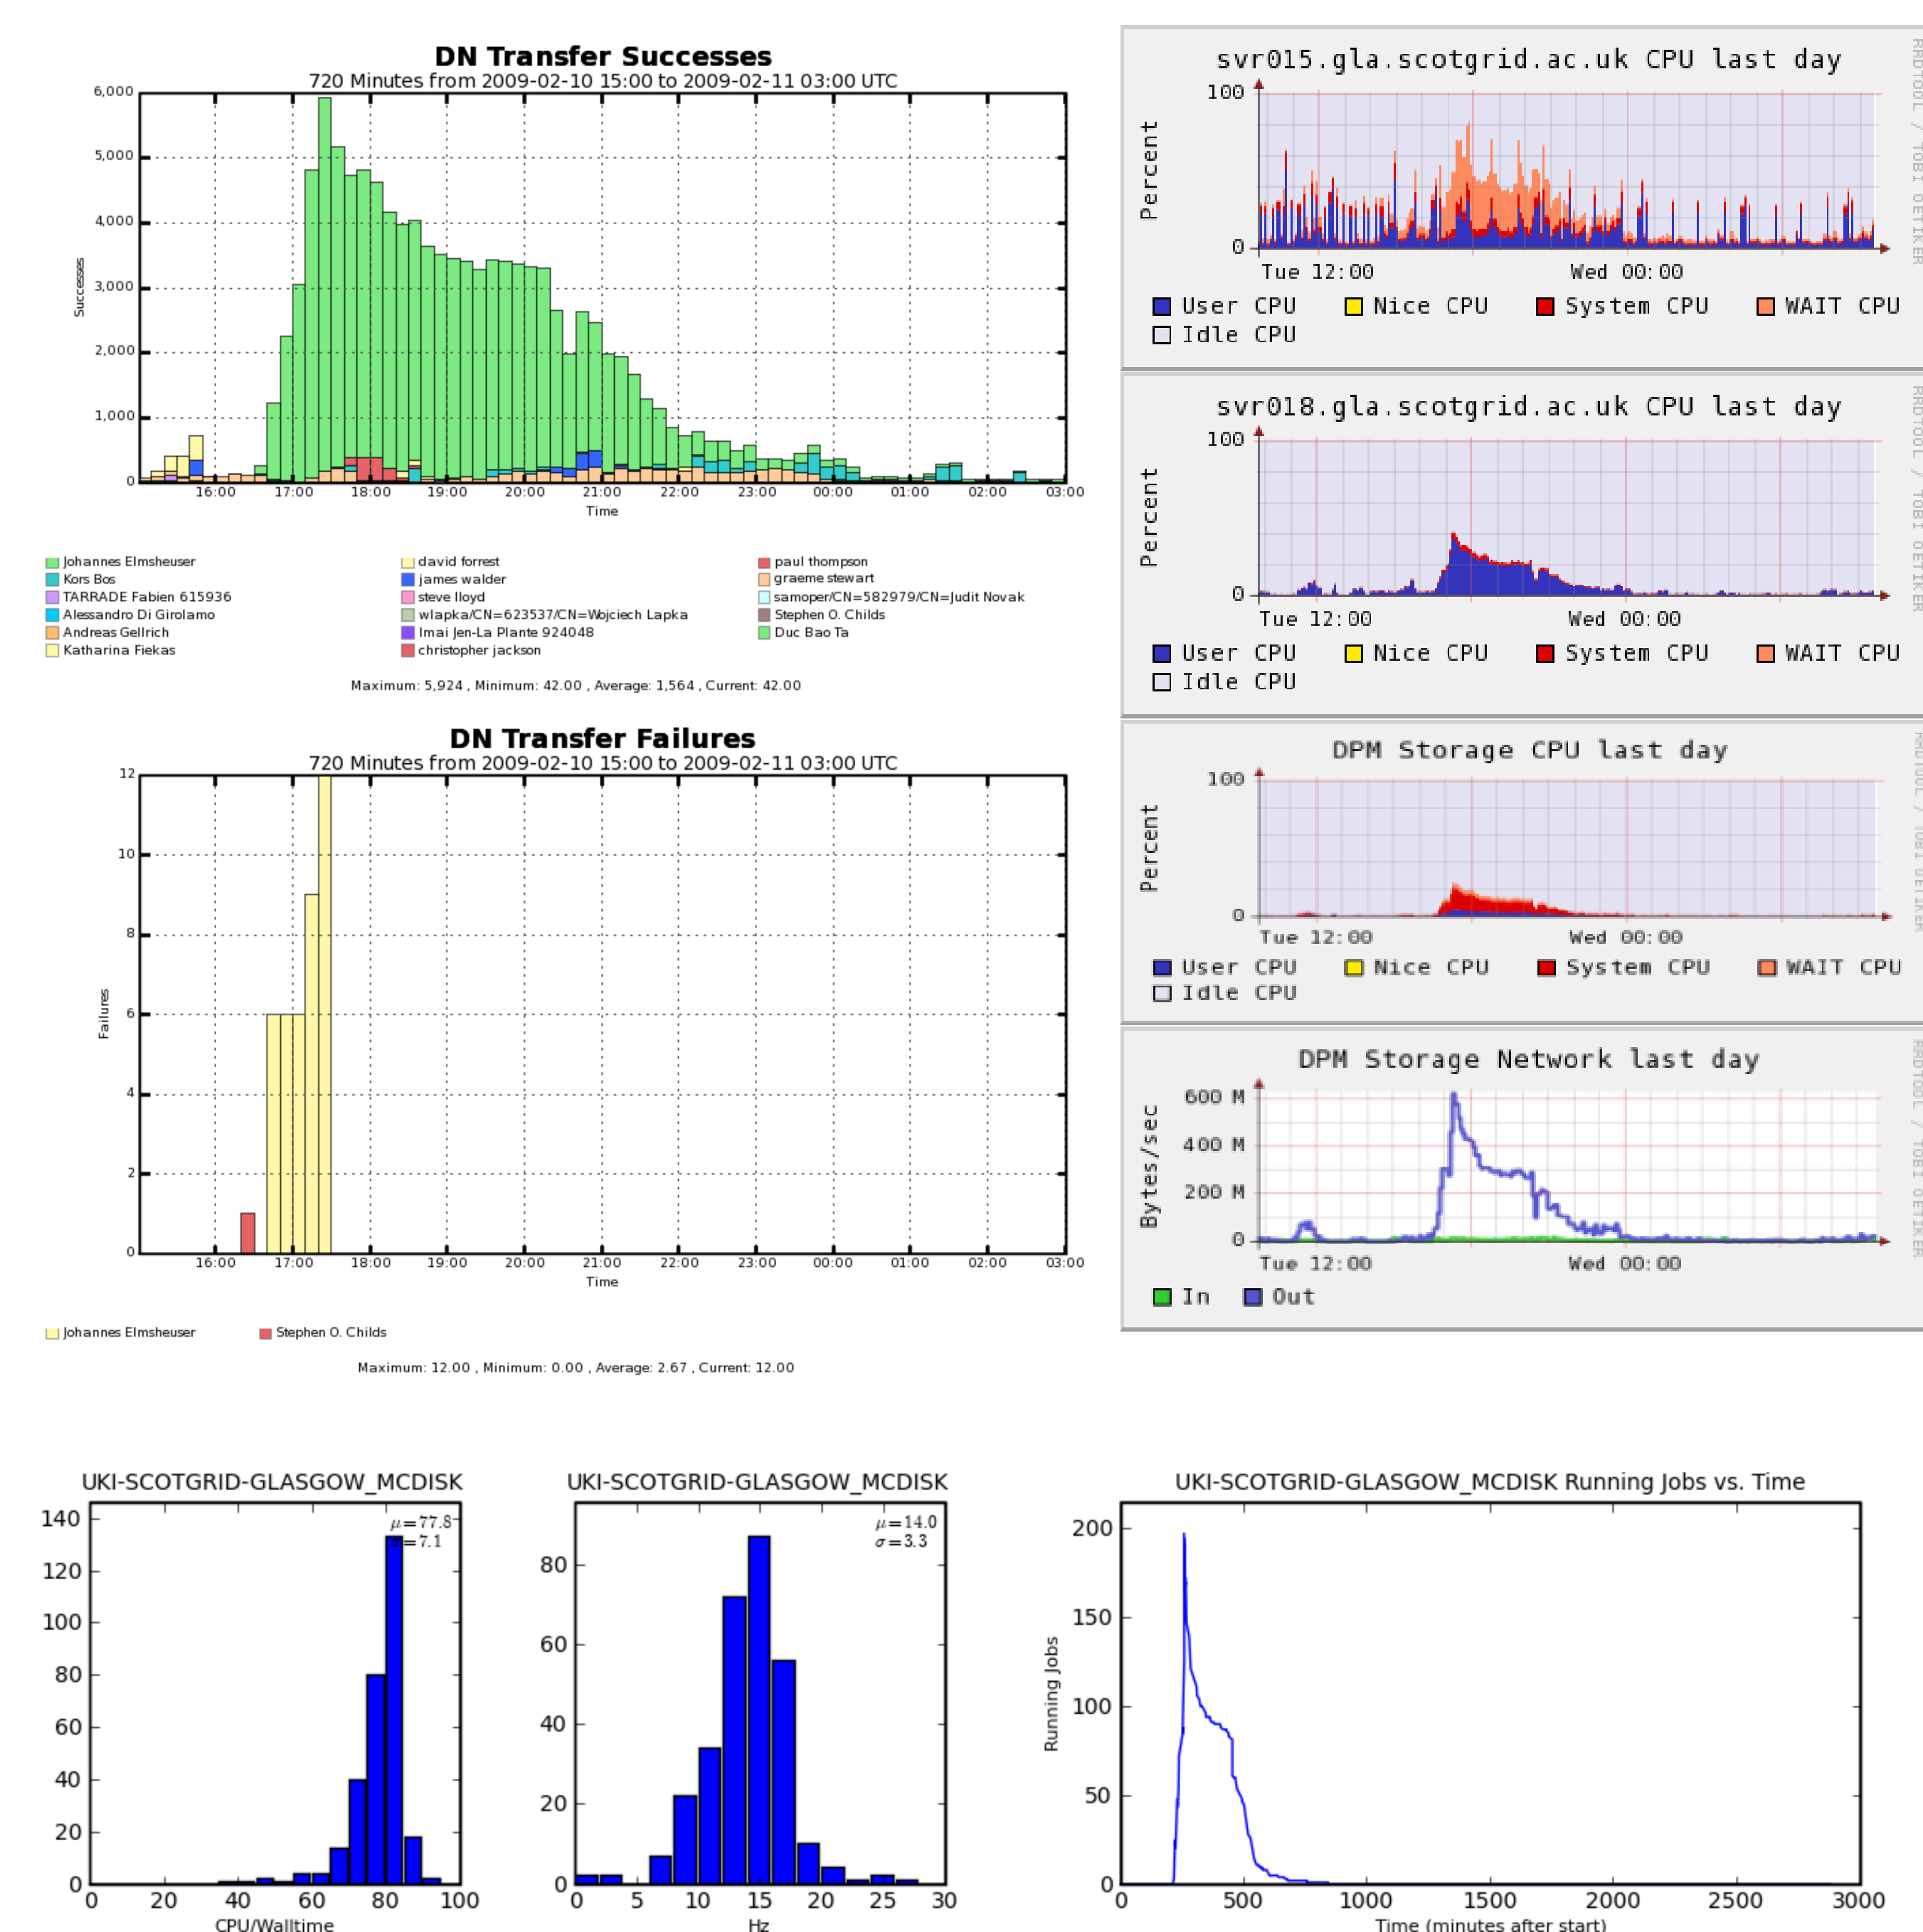 DN Transfer Successes
720 Minutes from 2009-02-10 15:00 to 2009-02-11 03:00 UTC
6,000
5,000
4,000
3,000
2,000
1,000
0
Successes
16:00 17:00 18:00 19:00 20:00 21:00 22:00 23:00 00:00 01:00 02:00 03:00
Time
Johannes Elmsheuser david forrest paul thompson
Kors Bos james walder graeme stewart
TARRADE Fabien 615936 steve lloyd samoper/CN=582979/CN=Judit Novak
Alessandro Di Girolamo wlapka/CN=623537/CN=Wojciech Lapka Stephen O. Childs
Andreas Gellrich Imai Jen-La Plante 924048 Duc Bao Ta
Katharina Fiekas christopher jackson
Maximum: 5,924 , Minimum: 42.00 , Average: 1,564 , Current: 42.00
DN Transfer Failures
720 Minutes from 2009-02-10 15:00 to 2009-02-11 03:00 UTC
12
10
8
6
4
2
0
Failures
16:00 17:00 18:00 19:00 20:00 21:00 22:00 23:00 00:00 01:00 02:00 03:00
Time
Johannes Elmsheuser Stephen O. Childs
Maximum: 12.00 , Minimum: 0.00 , Average: 2.67 , Current: 12.00
svr015.gla.scotgrid.ac.uk CPU last day
100
0
Percent
Tue 12:00 Wed 00:00
User CPU Nice CPU System CPU WAIT CPU
Idle CPU
RRDTOOL / TOBI OETIKER
svr018.gla.scotgrid.ac.uk CPU last day
100
0
Percent
Tue 12:00 Wed 00:00
User CPU Nice CPU System CPU WAIT CPU
Idle CPU
RRDTOOL / TOBI OETIKER
DPM Storage CPU last day
100
0
Percent
Tue 12:00 Wed 00:00
User CPU Nice CPU System CPU WAIT CPU
Idle CPU
RRDTOOL / TOBI OETIKER
DPM Storage Network last day
600 M
400 M
200 M
0
Bytes/sec
Tue 12:00 Wed 00:00
In Out
RRDTOOL / TOBI OETIKER
UKI-SCOTGRID-GLASGOW_MCDISK
140
120
100
80
60
40
20
0
μ=77.8
σ=7.1
0 20 40 60 80 100
CPU/Walltime
UKI-SCOTGRID-GLASGOW_MCDISK
80
60
40
20
0
μ=14.0
σ=3.3
0 5 10 15 20 25 30
Hz
UKI-SCOTGRID-GLASGOW_MCDISK Running Jobs vs. Time
200
150
100
50
0
Running Jobs
0 500 1000 1500 2000 2500 3000
Time (minutes after start)